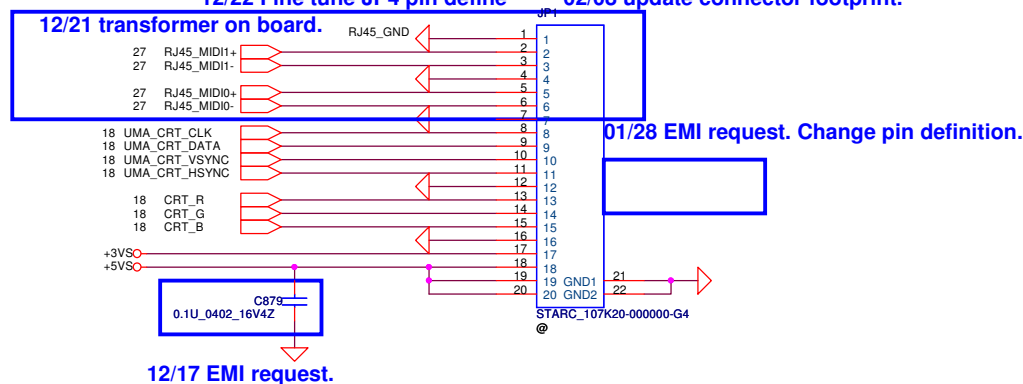 12/22 Fine tune JP4 pin define 02/08 update connector footprint.
12/21 transformer on board.
JP1
RJ45_GND 1 1
27 RJ45_MIDI1+ 2 2
27 RJ45_MIDI1- 3 3
4 4
27 RJ45_MIDI0+ 5 5
27 RJ45_MIDI0- 6 6
7 7
18 UMA_CRT_CLK 8 8
01/28 EMI request. Change pin definition.
18 UMA_CRT_DATA 9 9
18 UMA_CRT_VSYNC 10 10
18 UMA_CRT_HSYNC 11 11
12 12
18 CRT_R 13 13
18 CRT_G 14 14
18 CRT_B 15 15
16 16
+3VS 17 17
+5VS 18 18
19 19 GND1 21
20 20 GND2 22
C879
0.1U_0402_16V4Z
STARC_107K20-000000-G4
@
12/17 EMI request.